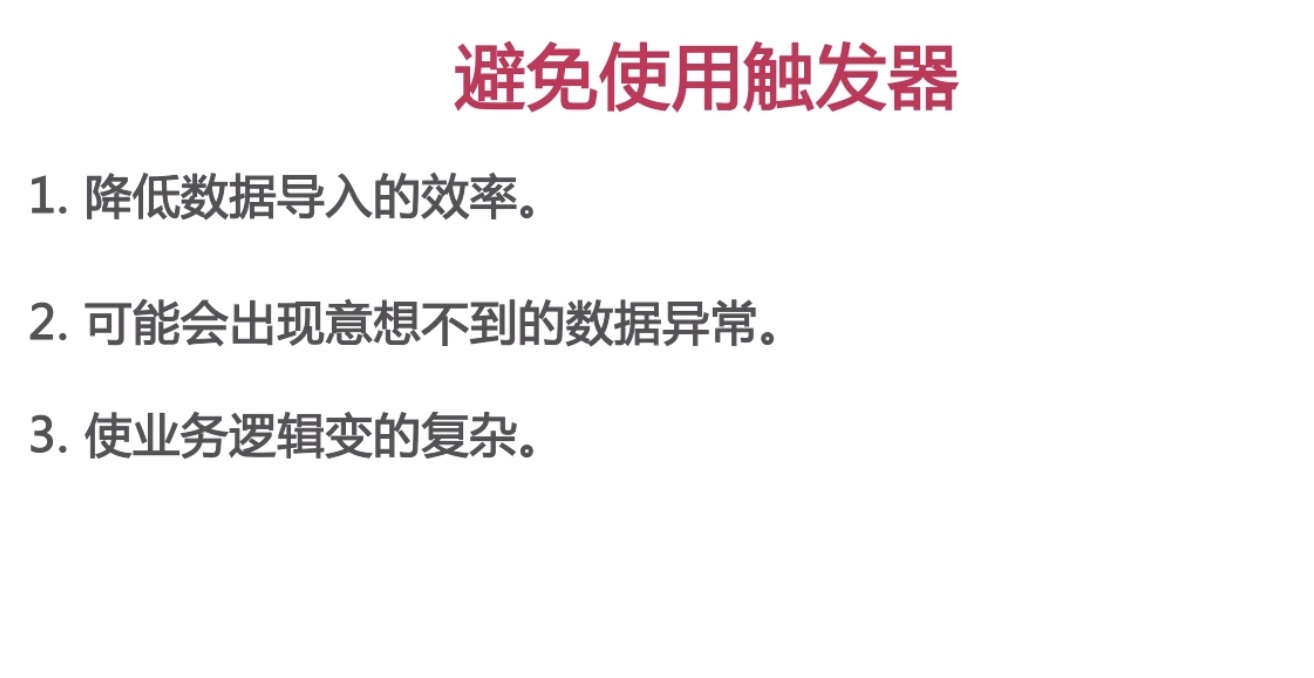 避免使用触发器
1. 降低数据导入的效率。
2. 可能会出现意想不到的数据异常。
3. 使业务逻辑变的复杂。